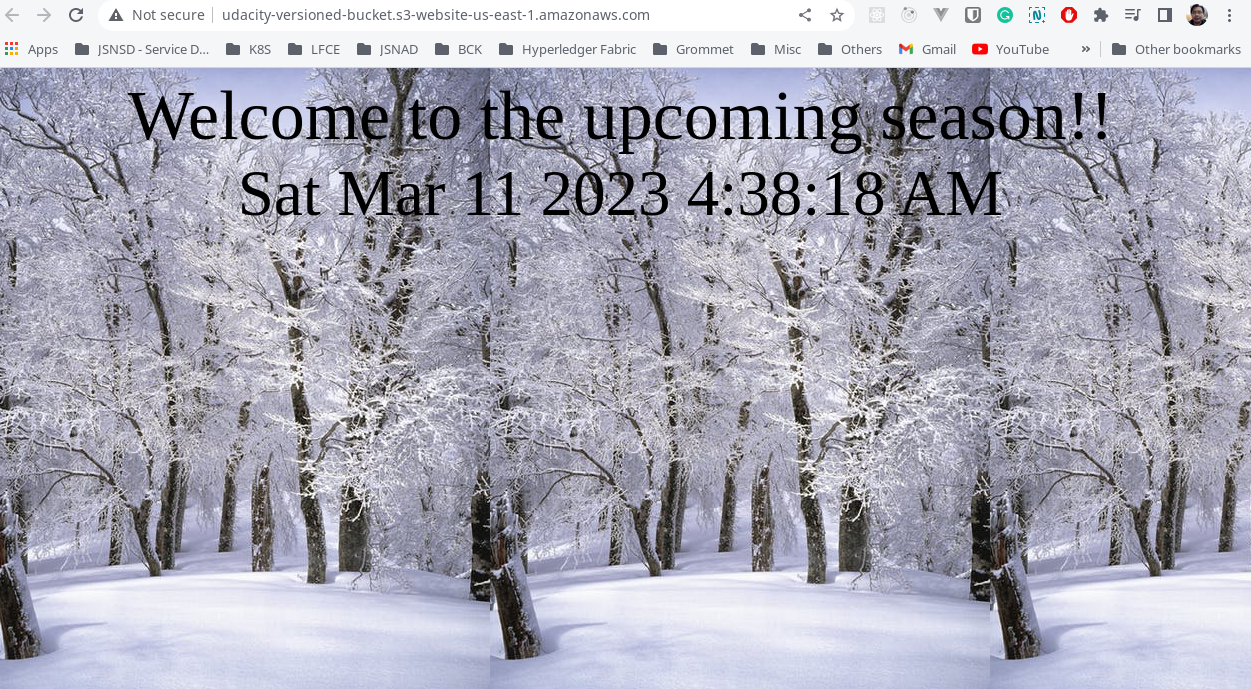 Not secure udacity-versioned-bucket.s3-website-us-east-1.amazonaws.com
Apps JSNSD - Service D... K8S LFCE JSNAD BCK Hyperledger Fabric Grommet Misc Others Gmail YouTube » Other bookmarks
Welcome to the upcoming season!!
Sat Mar 11 2023 4:38:18 AM